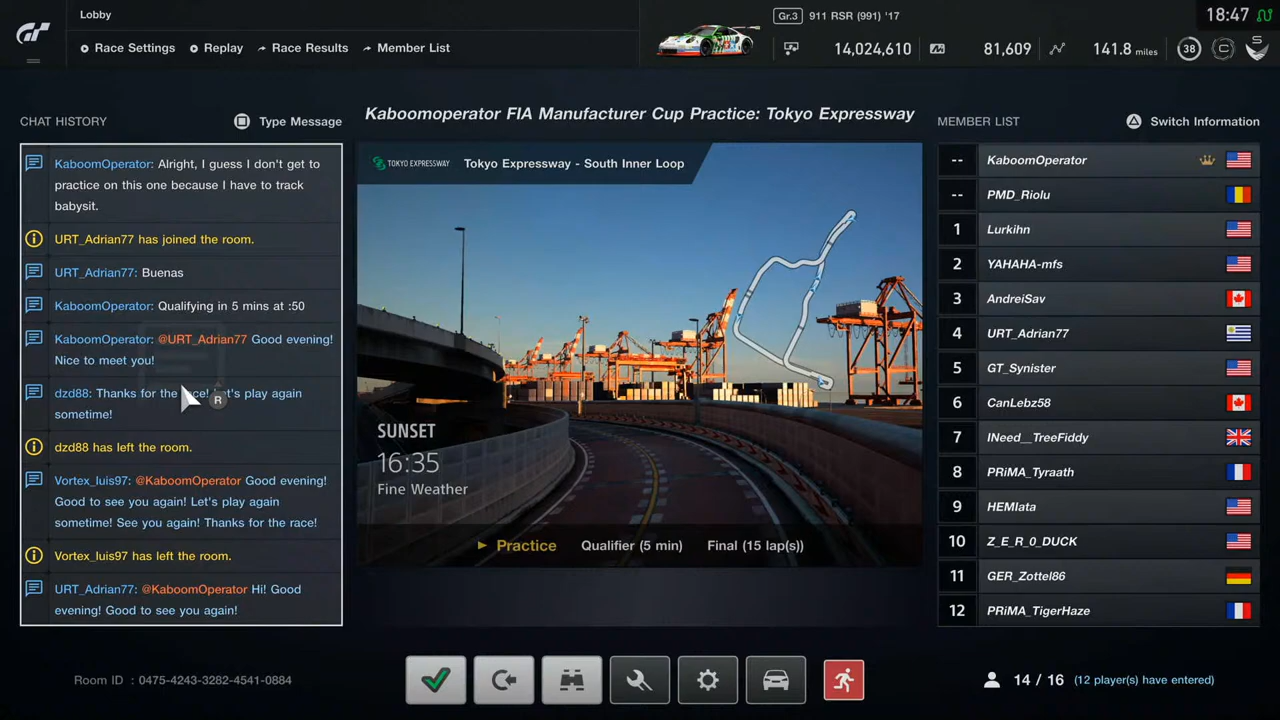 Lobby
Race Settings
Replay
Race Results
Member List
Gr.3
911 RSR (991) '17
14,024,610
81,609
141.8 miles
38
C
S
18:47
CHAT HISTORY
Type Message
KaboomOperator: Alright, I guess I don't get to
practice on this one because I have to track
babysit.
URT_Adrian77 has joined the room.
URT_Adrian77: Buenas
KaboomOperator: Qualifying in 5 mins at :50
KaboomOperator: @URT_Adrian77 Good evening!
Nice to meet you!
dzd88: Thanks for the race! Let's play again
sometime!
dzd88 has left the room.
Vortex_luis97: @KaboomOperator Good evening!
Good to see you again! Let's play again
sometime! See you again! Thanks for the race!
Vortex_luis97 has left the room.
URT_Adrian77: @KaboomOperator Hi! Good
evening! Good to see you again!
R
Kaboomoperator FIA Manufacturer Cup Practice: Tokyo Expressway
TOKYO EXPRESSWAY
Tokyo Expressway - South Inner Loop
SUNSET
16:35
Fine Weather
Practice
Qualifier (5 min)
Final (15 lap(s))
MEMBER LIST
Switch Information
-- KaboomOperator
-- PMD_Riolu
1 Lurkihn
2 YAHAHA-mfs
3 AndreiSav
4 URT_Adrian77
5 GT_Synister
6 CanLebz58
7 INeed__TreeFiddy
8 PRiMA_Tyraath
9 HEMIata
10 Z_E_R_0_DUCK
11 GER_Zottel86
12 PRiMA_TigerHaze
Room ID : 0475-4243-3282-4541-0884
14 / 16
(12 player(s) have entered)